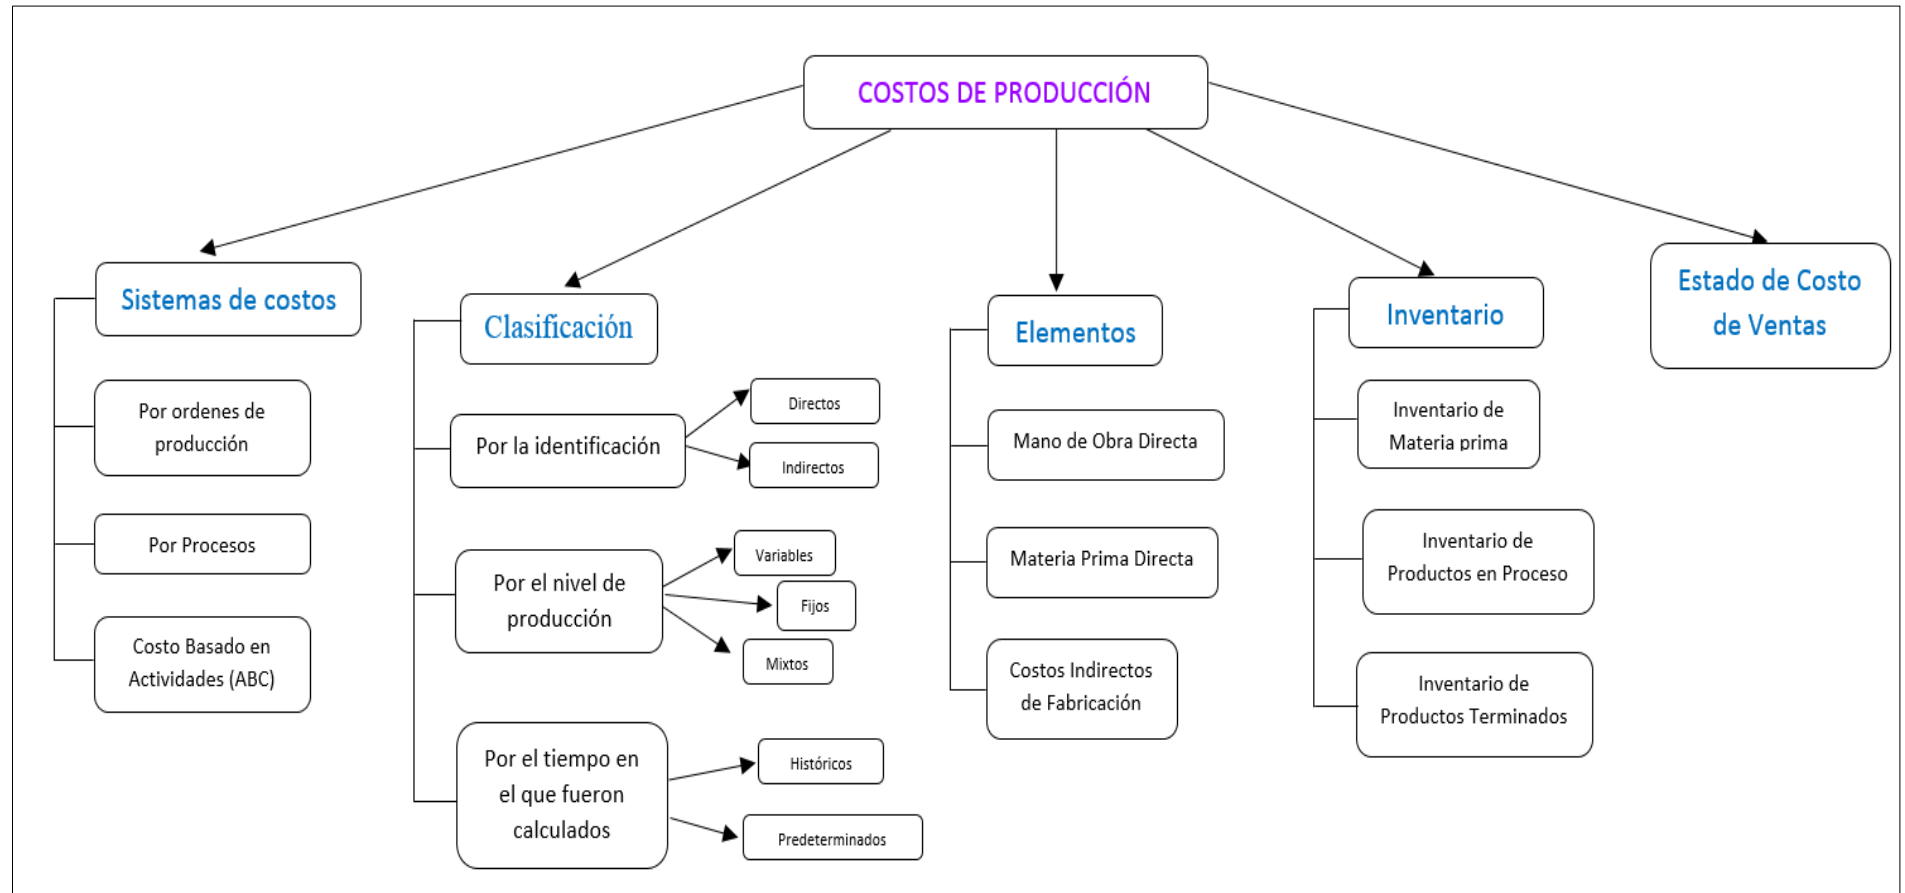 COSTOS DE PRODUCCIÓN
Sistemas de costos
Por ordenes de
producción
Por Procesos
Costo Basado en
Actividades (ABC)
Clasificación
Por la identificación
Directos
Indirectos
Por el nivel de
producción
Variables
Fijos
Mixtos
Por el tiempo en
el que fueron
calculados
Históricos
Predeterminados
Elementos
Mano de Obra Directa
Materia Prima Directa
Costos Indirectos
de Fabricación
Inventario
Inventario de
Materia prima
Inventario de
Productos en Proceso
Inventario de
Productos Terminados
Estado de Costo
de Ventas